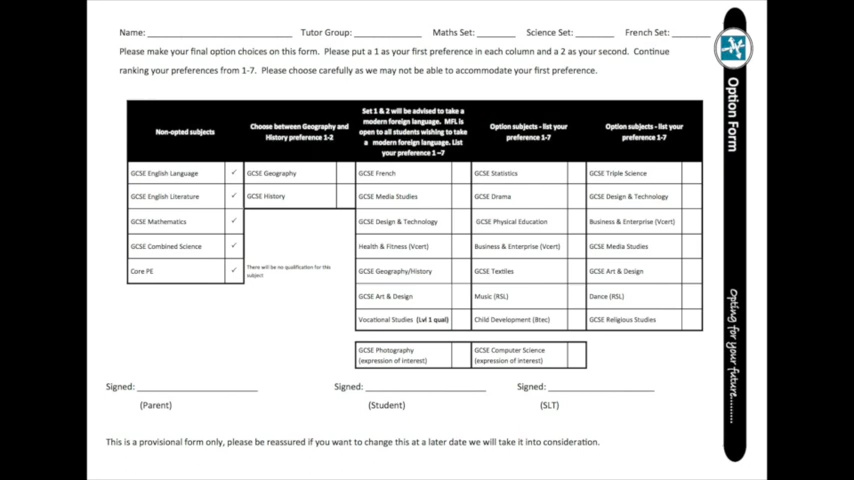 Name: Tutor Group: Maths Set: Science Set: French Set:
Please make your final option choices on this form. Please put a 1 as your first preference in each column and a 2 as your second. Continue
ranking your preferences from 1-7. Please choose carefully as we may not be able to accommodate your first preference.
Non-opted subjects
Choose between Geography and
History preference 1-2
Set 1 & 2 will be advised to take a
modern foreign language. MFL is
open to all students wishing to take
a modern foreign language. List
your preference 1 –7
Option subjects - list your
preference 1-7
Option subjects - list your
preference 1-7
GCSE English Language ✓ GCSE Geography GCSE French GCSE Statistics GCSE Triple Science
GCSE English Literature ✓ GCSE History GCSE Media Studies GCSE Drama GCSE Design & Technology
GCSE Mathematics ✓ GCSE Design & Technology GCSE Physical Education Business & Enterprise (Vcert)
GCSE Combined Science ✓ Health & Fitness (Vcert) Business & Enterprise (Vcert) GCSE Media Studies
Core PE ✓ There will be no qualification for this
subject
GCSE Geography/History GCSE Textiles GCSE Art & Design
GCSE Art & Design Music (RSL) Dance (RSL)
Vocational Studies (Lvl 1 qual) Child Development (Btec) GCSE Religious Studies
GCSE Photography
(expression of interest)
GCSE Computer Science
(expression of interest)
Signed: Signed: Signed:
(Parent) (Student) (SLT)
This is a provisional form only, please be reassured if you want to change this at a later date we will take it into consideration.
Option Form
Opting for your future.........